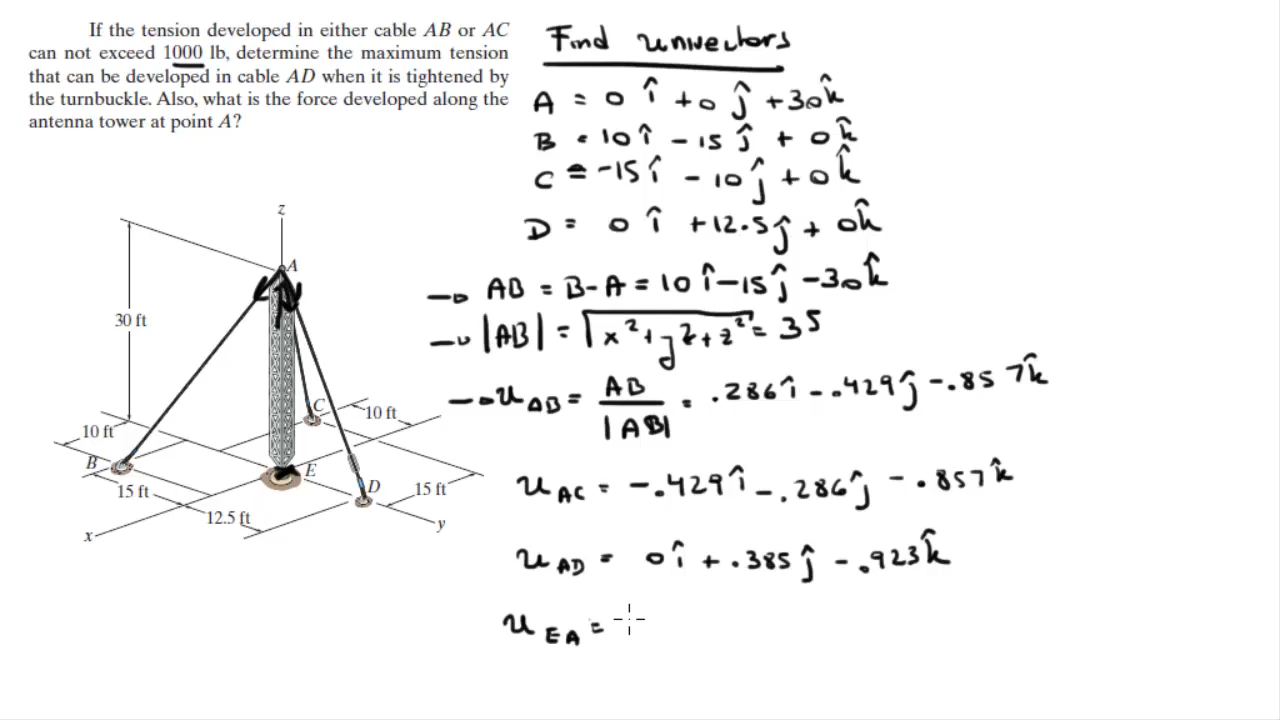 If the tension developed in either cable AB or AC
can not exceed 1000 lb, determine the maximum tension
that can be developed in cable AD when it is tightened by
the turnbuckle. Also, what is the force developed along the
antenna tower at point A?
Find univectors
A = 0 î + 0 ĵ + 30 k̂
B = 10 î - 15 ĵ + 0 k̂
C = -15 î - 10 ĵ + 0 k̂
D = 0 î + 12.5 ĵ + 0 k̂
→ AB = B-A = 10 î - 15 ĵ - 30 k̂
→ |AB| = √x²+y²+z² = 35
→ u AB = AB / |AB| = .286 î - .429 ĵ - .857 k̂
u AC = -.429 î - .286 ĵ - .857 k̂
u AD = 0 î + .385 ĵ - .923 k̂
u EA =
z
A
30 ft
C
10 ft
10 ft
B
E
15 ft
D
15 ft
12.5 ft
y
x